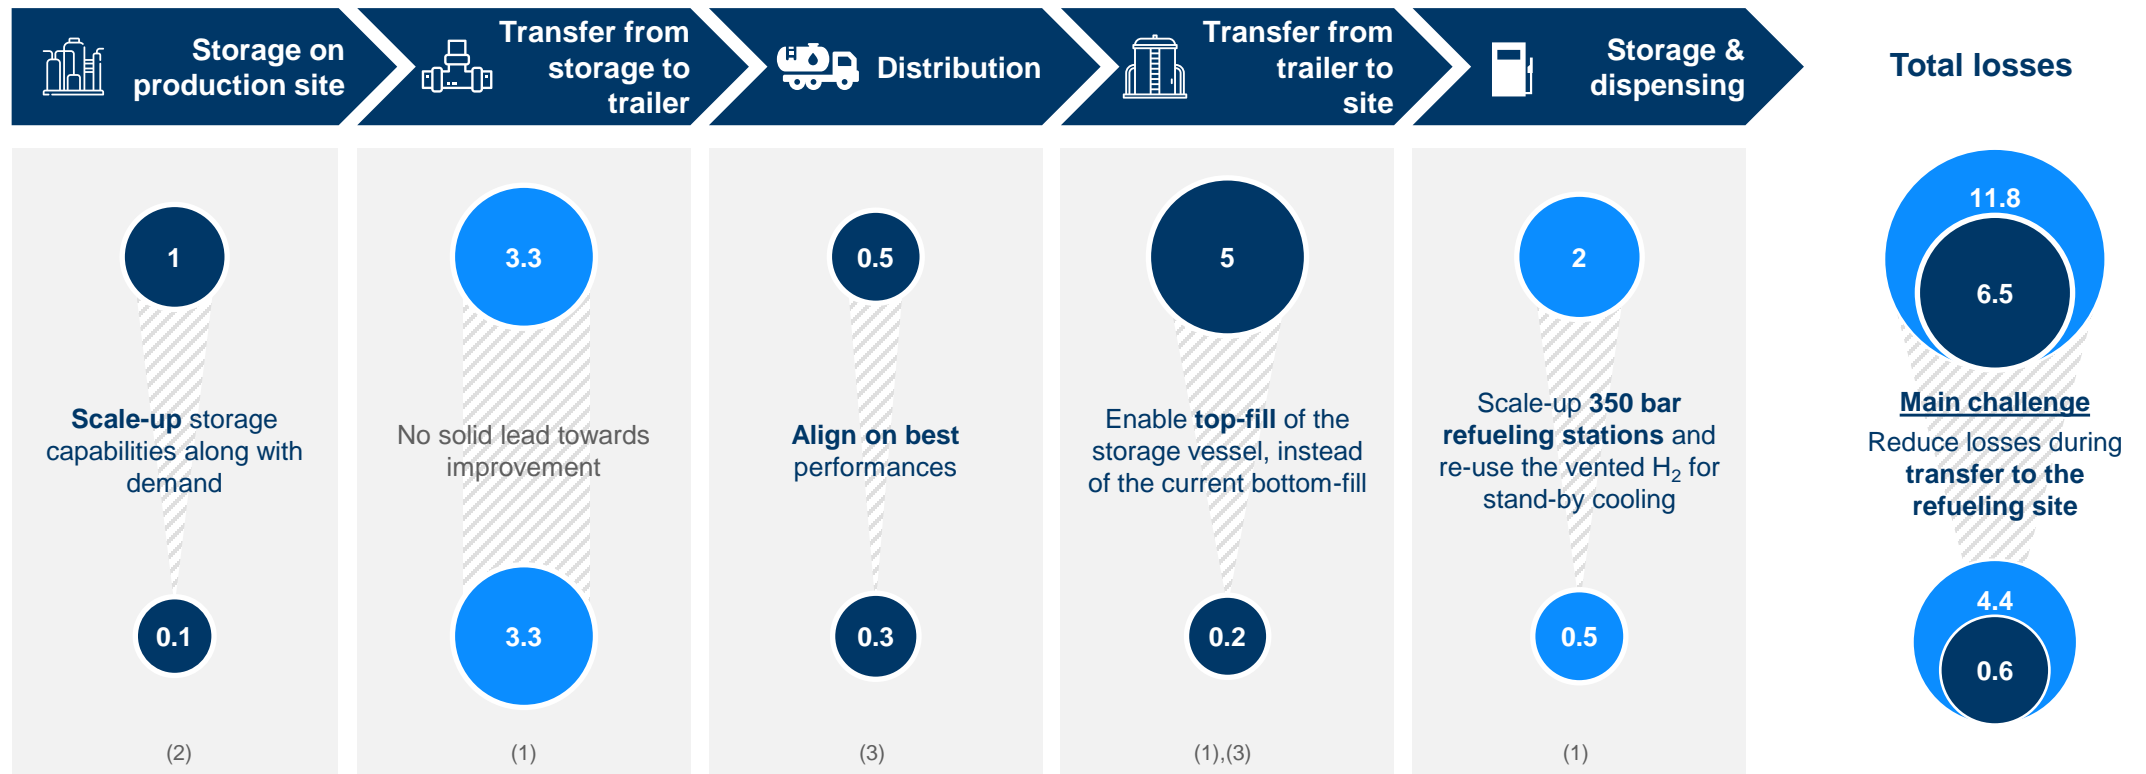 Storage on
production site
Transfer from
storage to
trailer
Distribution
Transfer from
trailer to
site
Storage &
dispensing
Total losses
1
Scale-up storage
capabilities along with
demand
0.1
(2)
3.3
No solid lead towards
improvement
3.3
(1)
0.5
Align on best
performances
0.3
(3)
5
Enable top-fill of the
storage vessel, instead
of the current bottom-fill
0.2
(1),(3)
2
Scale-up 350 bar
refueling stations and
re-use the vented H₂ for
stand-by cooling
0.5
(1)
11.8
6.5
Main challenge
Reduce losses during
transfer to the
refueling site
4.4
0.6